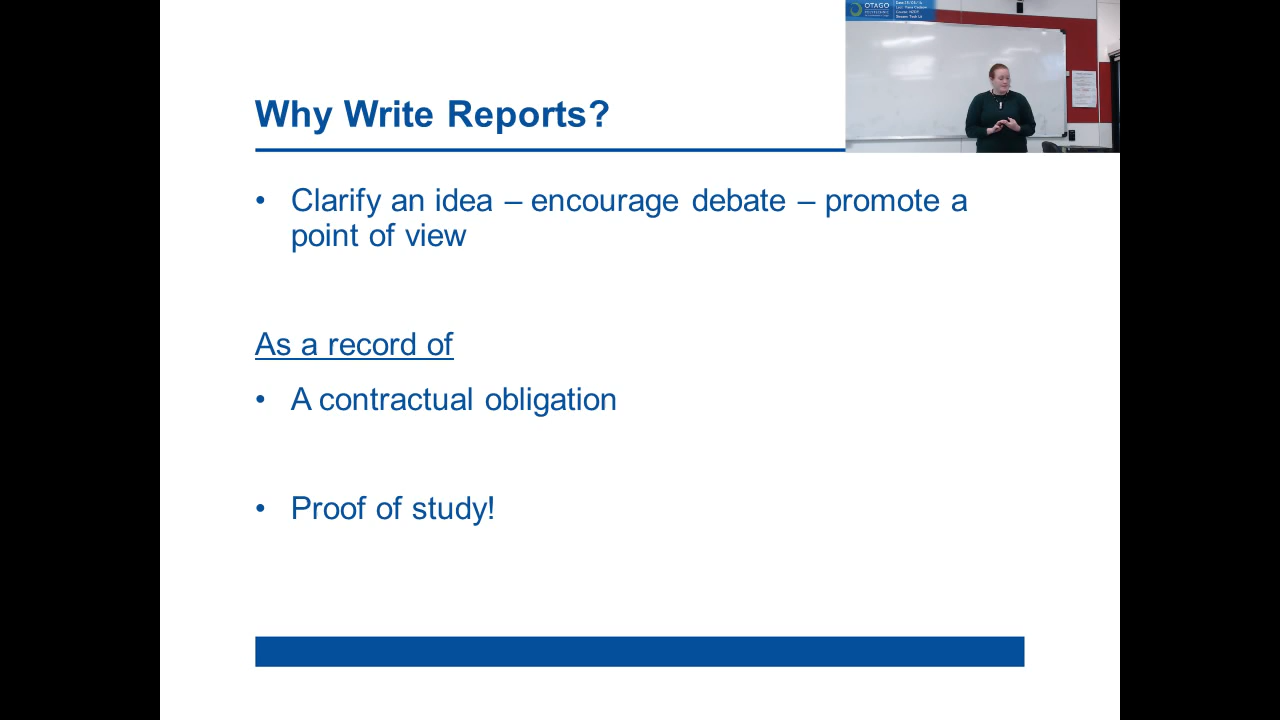 OTAGO
Why Write Reports?
• Clarify an idea – encourage debate – promote a
point of view
As a record of
• A contractual obligation
• Proof of study!